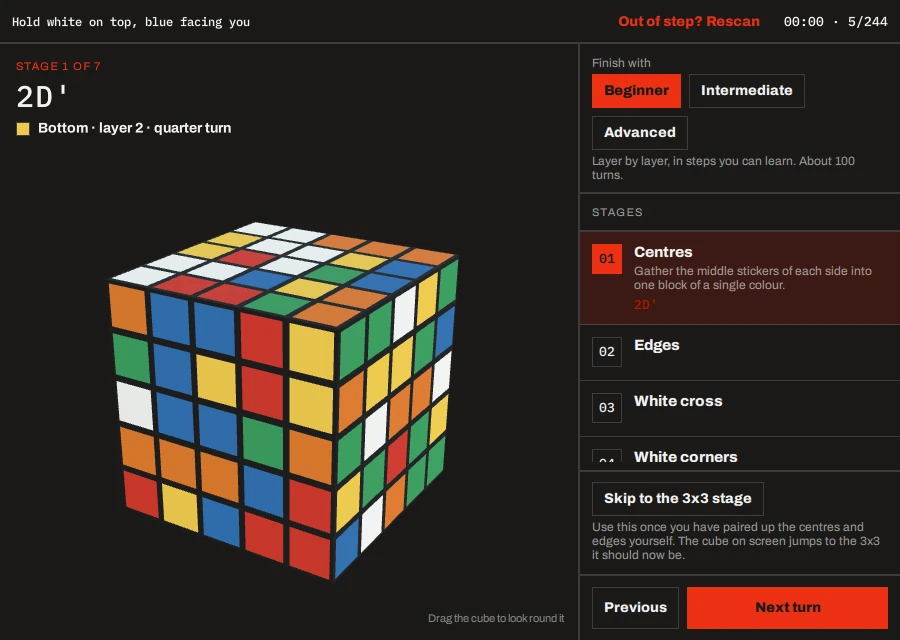 Hold white on top, blue facing you
Out of step? Rescan
00:00 · 5/244
STAGE 1 OF 7
2D'
Bottom · layer 2 · quarter turn
Drag the cube to look round it
Finish with
Beginner
Intermediate
Advanced
Layer by layer, in steps you can learn. About 100
turns.
STAGES
01
Centres
Gather the middle stickers of each side into
one block of a single colour.
2D'
02
Edges
03
White cross
White corners
Skip to the 3x3 stage
Use this once you have paired up the centres and
edges yourself. The cube on screen jumps to the 3x3
it should now be.
Previous
Next turn